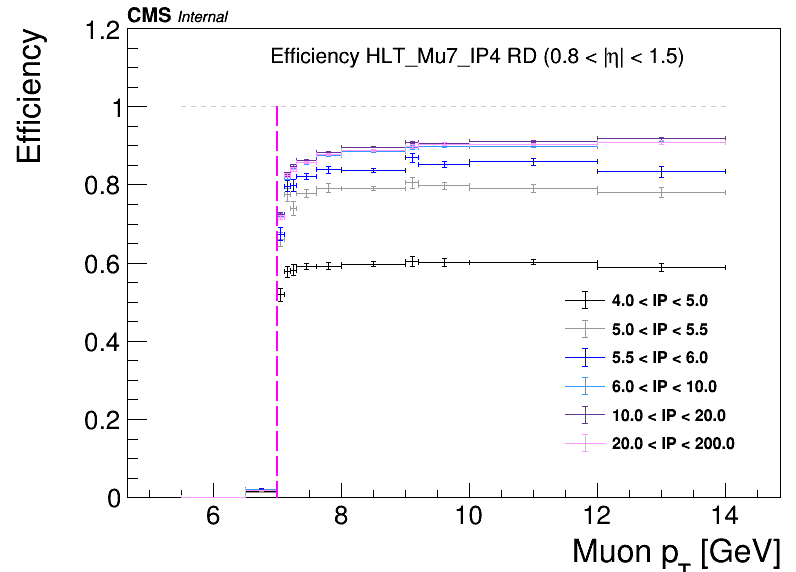 CMS Internal
Efficiency HLT_Mu7_IP4 RD (0.8 < |η| < 1.5)
Efficiency
1.2
1
0.8
0.6
0.4
0.2
0
4.0 < IP < 5.0
5.0 < IP < 5.5
5.5 < IP < 6.0
6.0 < IP < 10.0
10.0 < IP < 20.0
20.0 < IP < 200.0
6 8 10 12 14
Muon p_T [GeV]